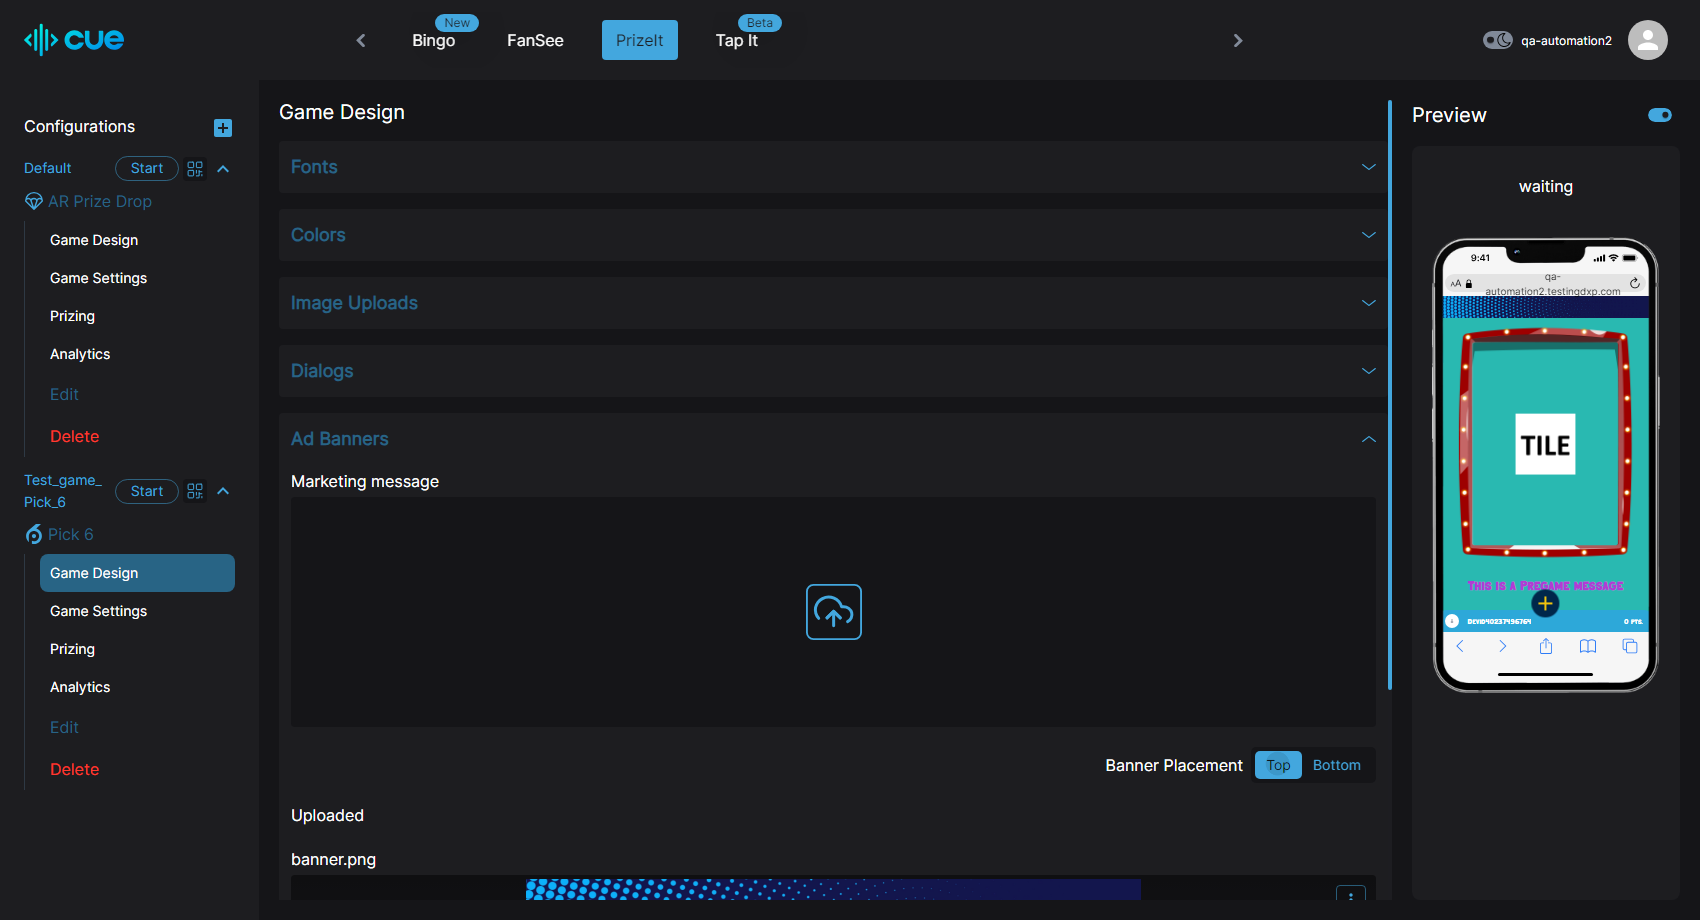 cue
New
Bingo
FanSee
PrizeIt
Beta
Tap It
qa-automation2
Configurations
Default
Start
AR Prize Drop
Game Design
Game Settings
Prizing
Analytics
Edit
Delete
Test_game_
Pick_6
Start
Pick 6
Game Design
Game Settings
Prizing
Analytics
Edit
Delete
Game Design
Fonts
Colors
Image Uploads
Dialogs
Ad Banners
Marketing message
Banner Placement
Top
Bottom
Uploaded
banner.png
Preview
waiting
9:41
AA
qa-
automation2.testingdxp.com
TILE
This is a Pregame message
0 PTS.